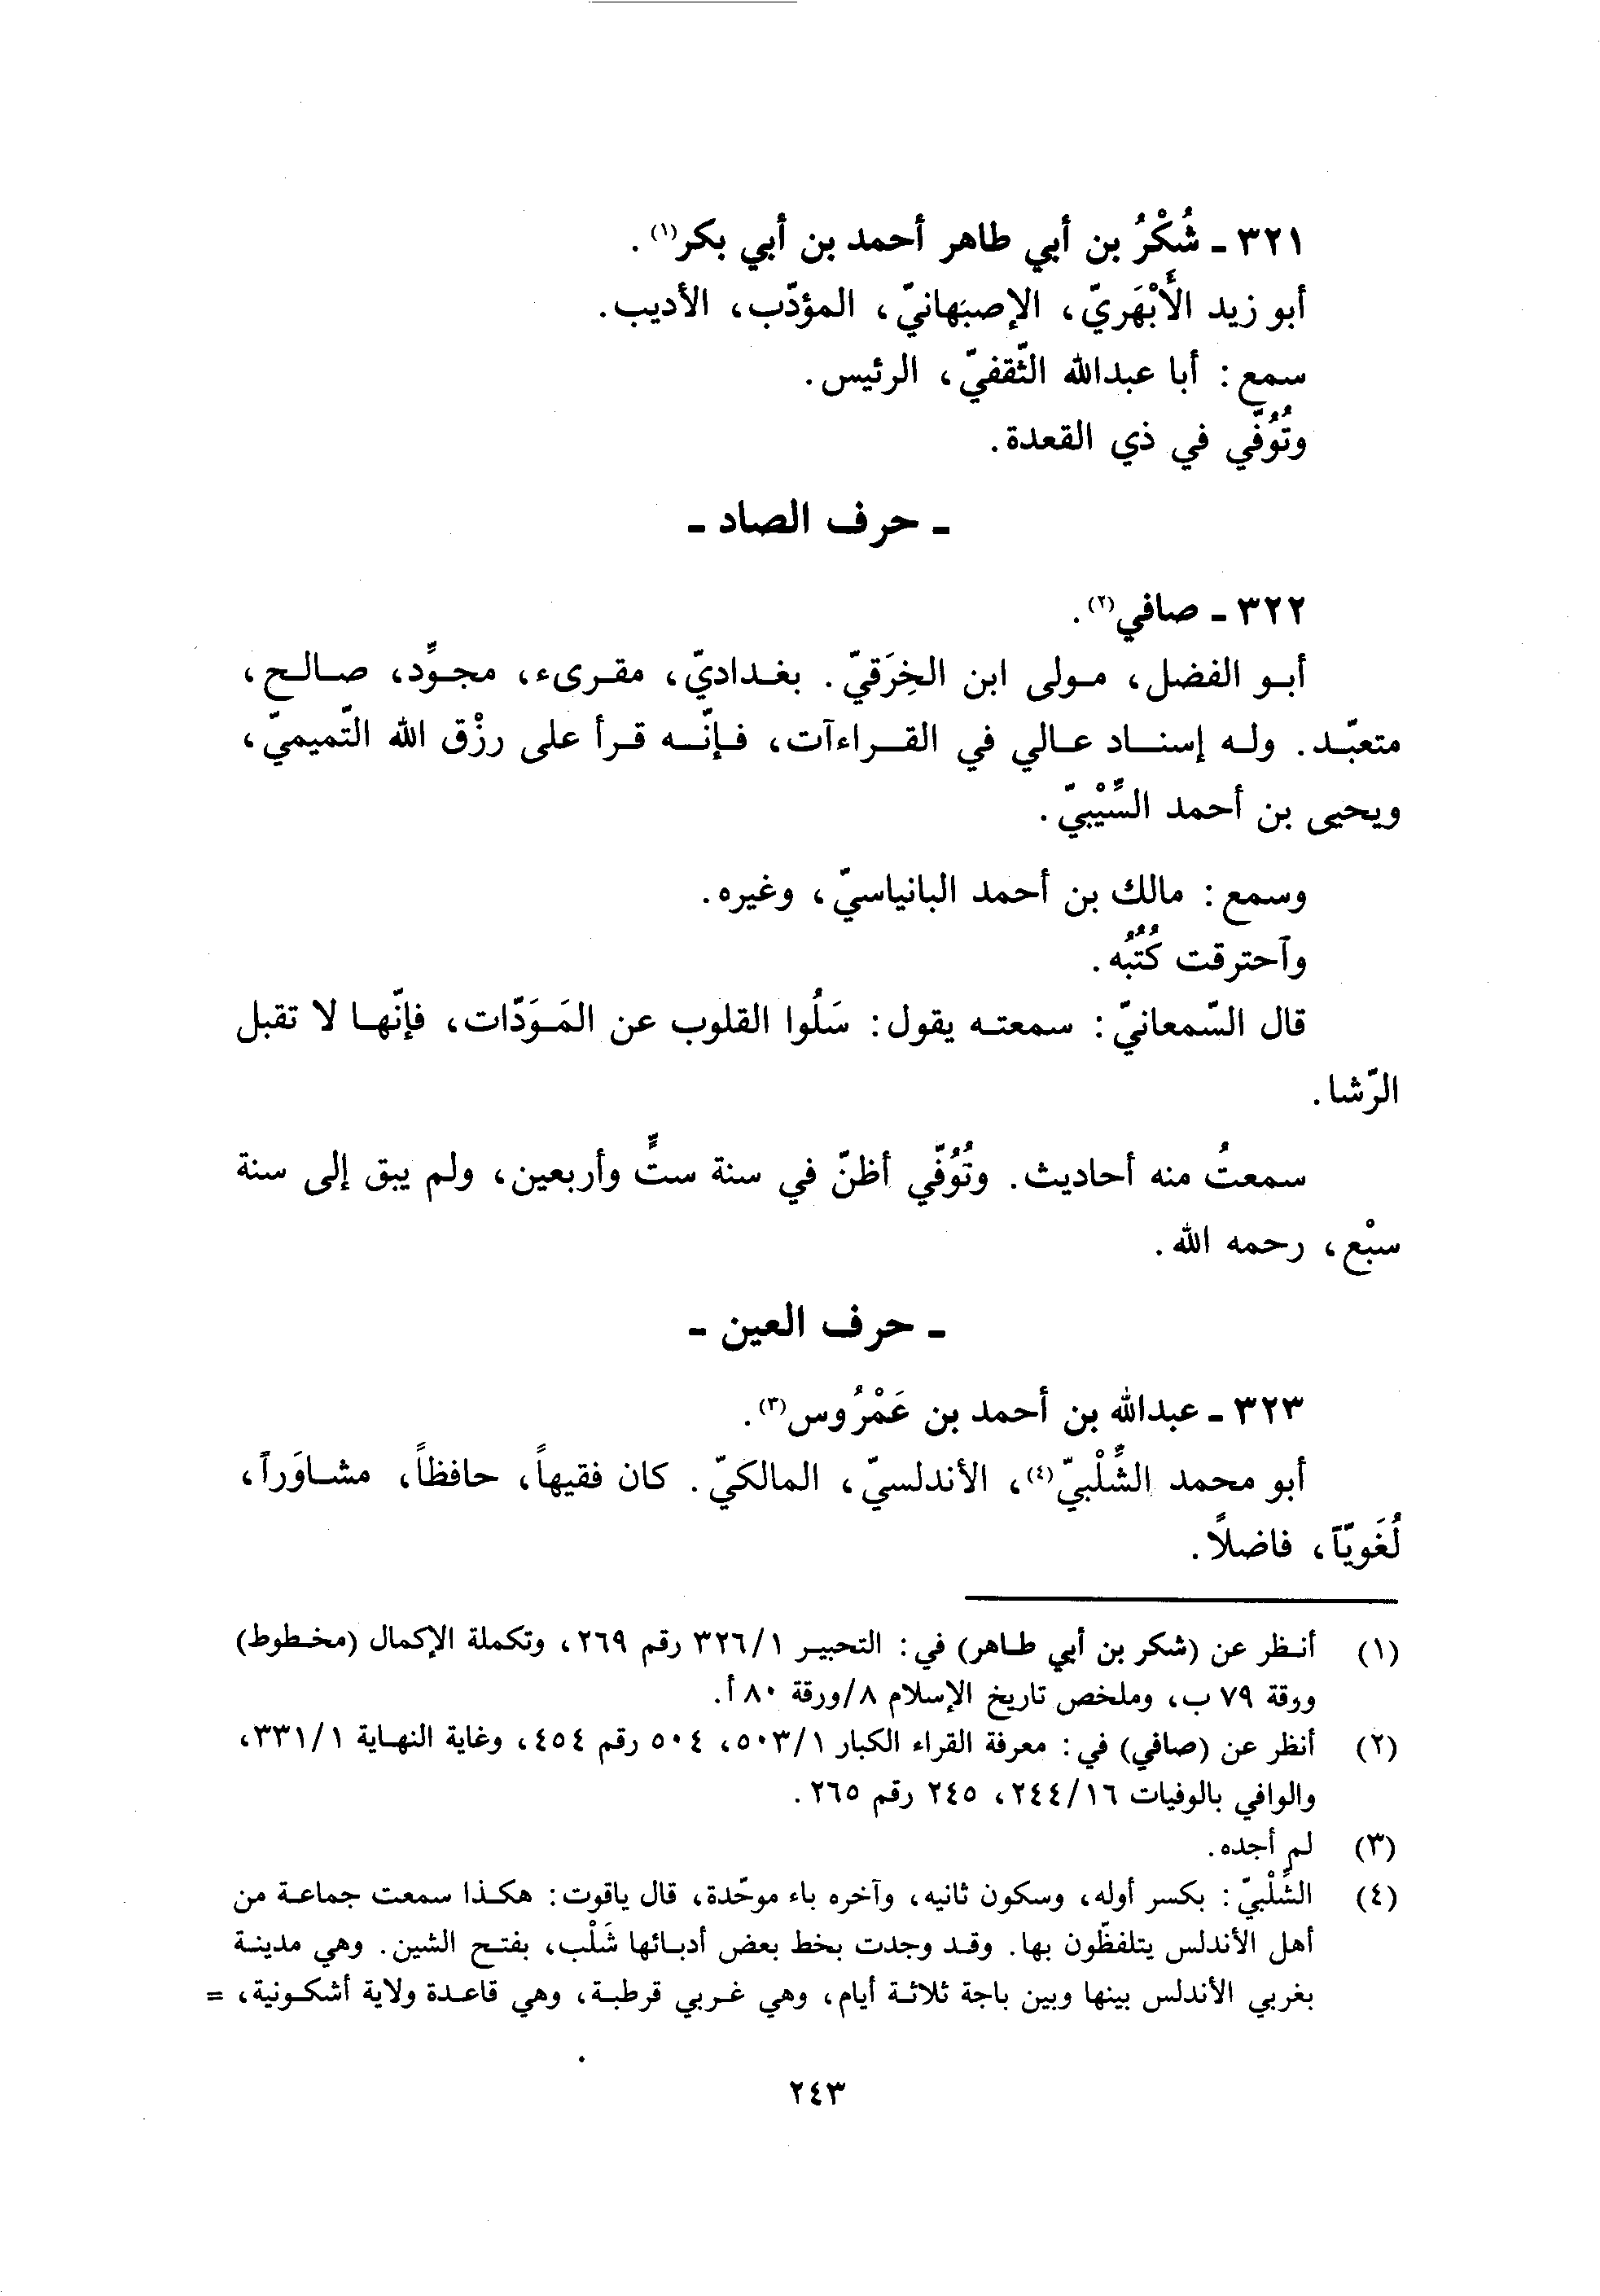 ٣٢١ - شُكْرُ بن أبي طاهر أحمد بن أبي بكر(١).
أبو زيد الأَبْهَريّ، الإصبَهانيّ، المؤدّب، الأديب.
سمع: أبا عبدالله الثّقفيّ، الرئيس.
وتُوُفّي في ذي القعدة.
- حرف الصاد -
٣٢٢ - صافي(٢).
أبو الفضل، مولى ابن الخِرَقيّ. بغداديّ، مقرىء، مجوِّد، صالح،
متعبّد. وله إسناد عالي في القراءآت، فإنّه قرأ على رزْق الله التّميميّ،
ويحيى بن أحمد السِّيْبيّ.
وسمع: مالك بن أحمد البانياسيّ، وغيره.
وآحترقت كُتُبُه.
قال السّمعانيّ: سمعته يقول: سَلُوا القلوب عن المَوَدّات، فإنّها لا تقبل
الرّشا.
سمعتُ منه أحاديث. وتُوُفّي أظنّ في سنة ستٍّ وأربعين، ولم يبق إلى سنة
سبْع، رحمه الله.
- حرف العين -
٣٢٣ - عبدالله بن أحمد بن عَمْرُوس(٣).
أبو محمد الشِّلْبيّ(٤)، الأندلسيّ، المالكيّ. كان فقيهاً، حافظاً، مشاوَراً،
لُغَويّاً، فاضلاً.
(١) أنظر عن (شكر بن أبي طاهر) في: التحبير ٣٢٦/١ رقم ٢٦٩، وتكملة الإكمال (مخطوط)
ورقة ٧٩ ب، وملخص تاريخ الإسلام ٨/ورقة ٨٠ أ.
(٢) أنظر عن (صافي) في: معرفة القراء الكبار ٥٠٣/١، ٥٠٤ رقم ٤٥٤، وغاية النهاية ٣٣١/١،
والوافي بالوفيات ٢٤٤/١٦، ٢٤٥ رقم ٢٦٥.
(٣) لم أجده.
(٤) الشِّلْبيّ: بكسر أوله، وسكون ثانيه، وآخره باء موحّدة، قال ياقوت: هكذا سمعت جماعة من
أهل الأندلس يتلفظّون بها. وقد وجدت بخط بعض أدبائها شَلْب، بفتح الشين. وهي مدينة
بغربي الأندلس بينها وبين باجة ثلاثة أيام، وهي غربي قرطبة، وهي قاعدة ولاية أشكونية، =
٢٤٣